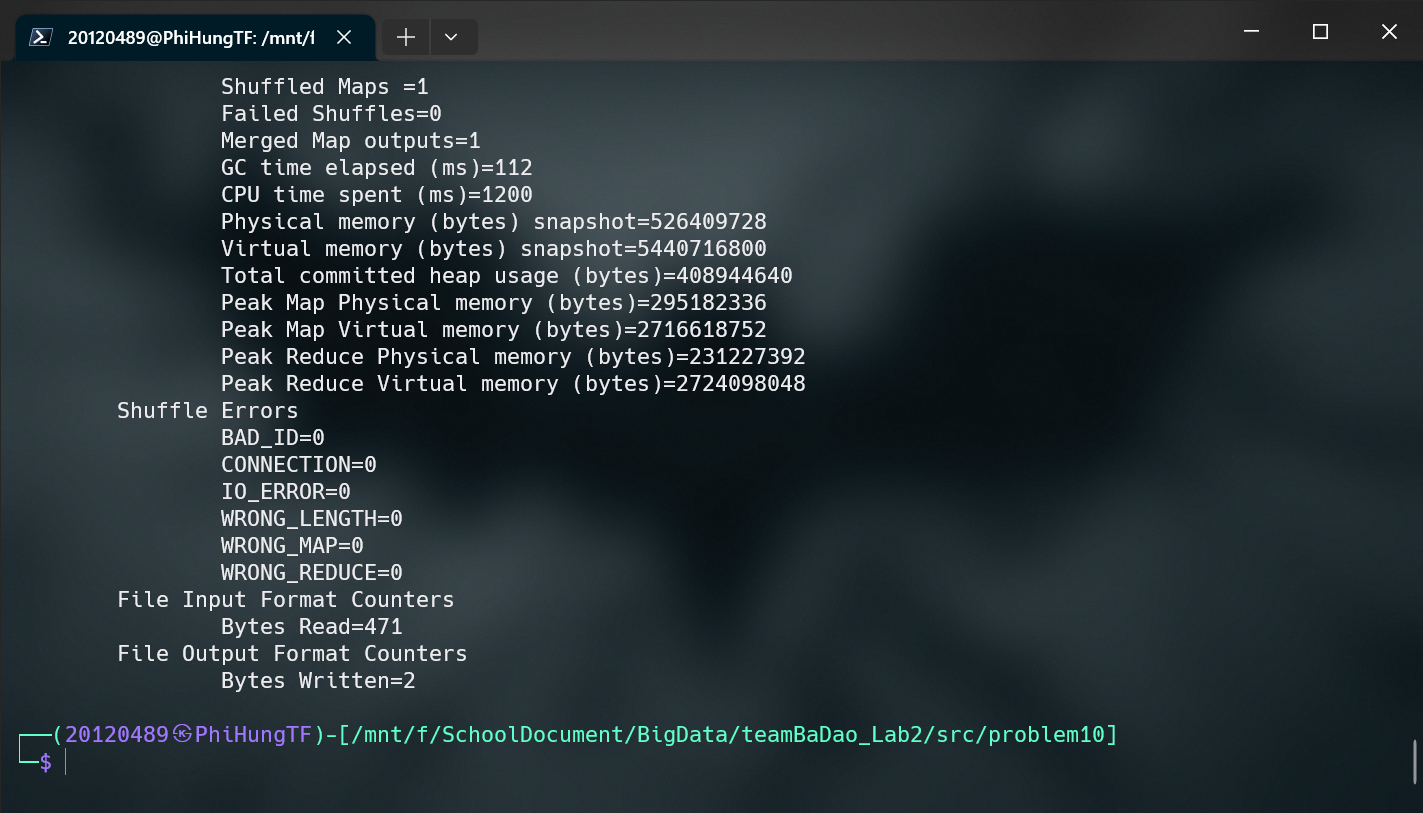 20120489@PhiHungTF: /mnt/f
Shuffled Maps =1
Failed Shuffles=0
Merged Map outputs=1
GC time elapsed (ms)=112
CPU time spent (ms)=1200
Physical memory (bytes) snapshot=526409728
Virtual memory (bytes) snapshot=5440716800
Total committed heap usage (bytes)=408944640
Peak Map Physical memory (bytes)=295182336
Peak Map Virtual memory (bytes)=2716618752
Peak Reduce Physical memory (bytes)=231227392
Peak Reduce Virtual memory (bytes)=2724098048
Shuffle Errors
BAD_ID=0
CONNECTION=0
IO_ERROR=0
WRONG_LENGTH=0
WRONG_MAP=0
WRONG_REDUCE=0
File Input Format Counters
Bytes Read=471
File Output Format Counters
Bytes Written=2
┌──(20120489㉿PhiHungTF)-[/mnt/f/SchoolDocument/BigData/teamBaDao_Lab2/src/problem10]
└─$